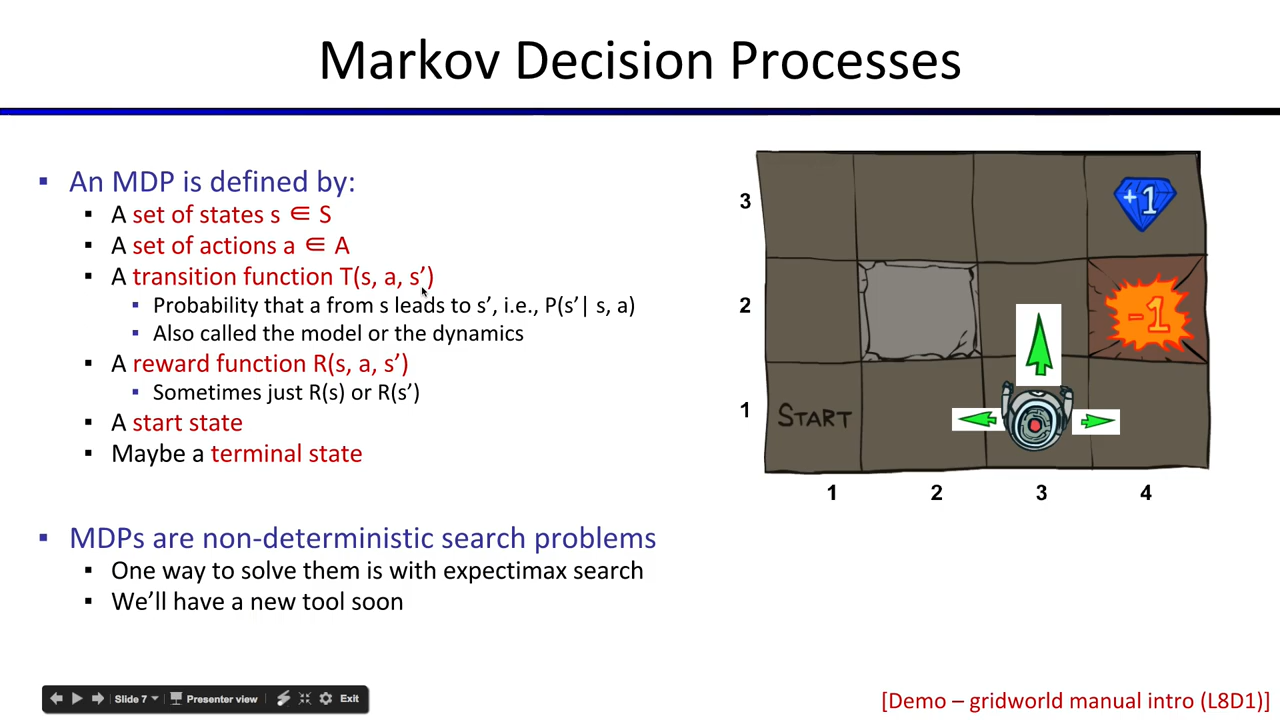 Markov Decision Processes
▪ An MDP is defined by:
▪ A set of states s ∈ S
▪ A set of actions a ∈ A
▪ A transition function T(s, a, s’)
▪ Probability that a from s leads to s’, i.e., P(s’| s, a)
▪ Also called the model or the dynamics
▪ A reward function R(s, a, s’)
▪ Sometimes just R(s) or R(s’)
▪ A start state
▪ Maybe a terminal state
▪ MDPs are non-deterministic search problems
▪ One way to solve them is with expectimax search
▪ We’ll have a new tool soon
3
+1
2
-1
1
START
1 2 3 4
Slide 7 Presenter view Exit
[Demo – gridworld manual intro (L8D1)]